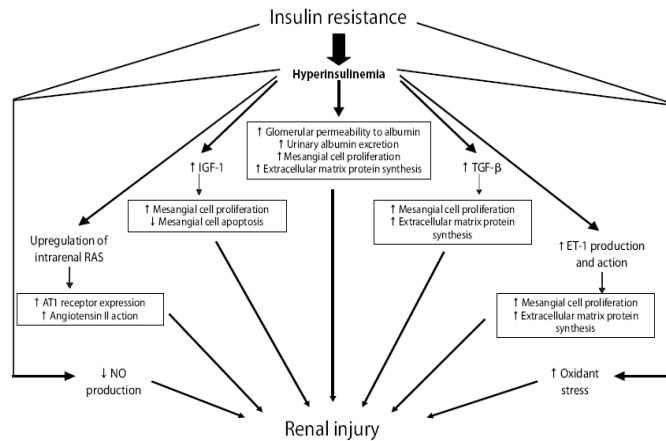 Insulin resistance
Hyperinsulinemia
↑ Glomerular permeability to albumin
↑ Urinary albumin excretion
↑ Mesangial cell proliferation
↑ Extracellular matrix protein synthesis
↑ IGF-1
↑ TGF-β
↑ Mesangial cell proliferation
↓ Mesangial cell apoptosis
↑ Mesangial cell proliferation
↑ Extracellular matrix protein
synthesis
Upregulation of
intrarenal RAS
↑ ET-1 production
and action
↑ AT1 receptor expression
↑ Angiotensin II action
↑ Mesangial cell proliferation
↑ Extracellular matrix protein
synthesis
↓ NO
production
↑ Oxidant
stress
Renal injury